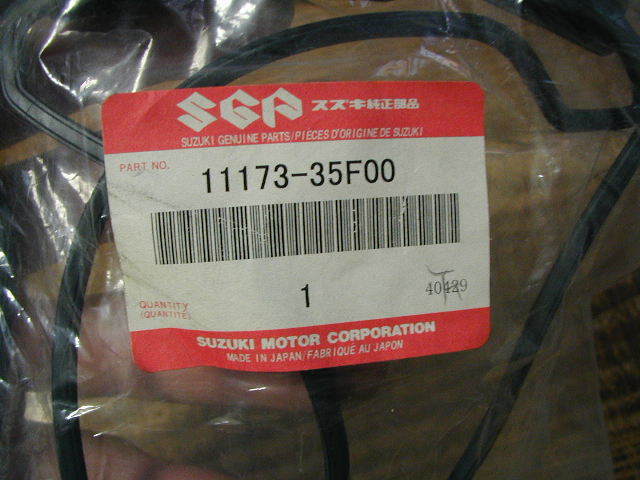 SGP スズキ純正部品
SUZUKI GENUINE PARTS/PIÈCES D'ORIGINE DE SUZUKI
PART NO. 11173-35F00
QUANTITY
(QUANTITÉ)
1
40429
SUZUKI MOTOR CORPORATION
MADE IN JAPAN/FABRIQUÉ AU JAPON